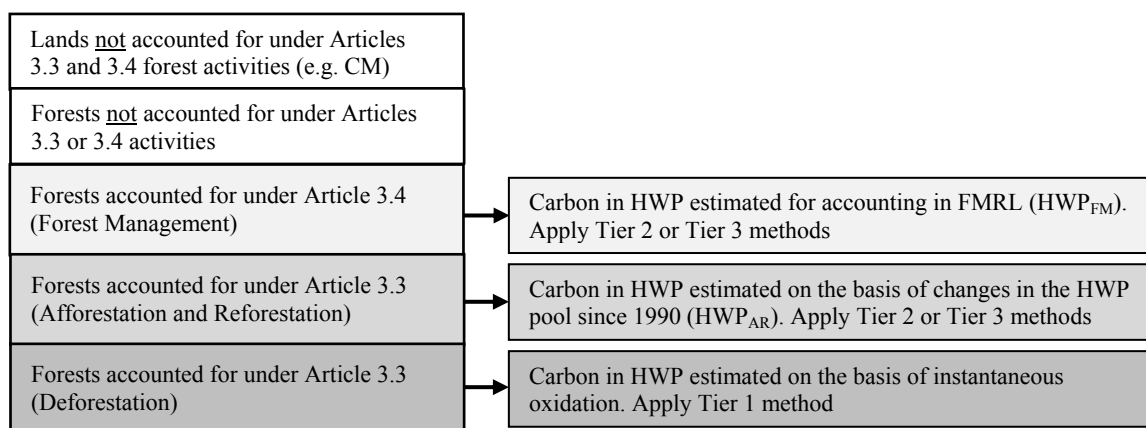 Lands not accounted for under Articles
3.3 and 3.4 forest activities (e.g. CM)
Forests not accounted for under Articles
3.3 or 3.4 activities
Forests accounted for under Article 3.4
(Forest Management)
Carbon in HWP estimated for accounting in FMRL (HWPFM).
Apply Tier 2 or Tier 3 methods
Forests accounted for under Article 3.3
(Afforestation and Reforestation)
Carbon in HWP estimated on the basis of changes in the HWP
pool since 1990 (HWPAR). Apply Tier 2 or Tier 3 methods
Forests accounted for under Article 3.3
(Deforestation)
Carbon in HWP estimated on the basis of instantaneous
oxidation. Apply Tier 1 method